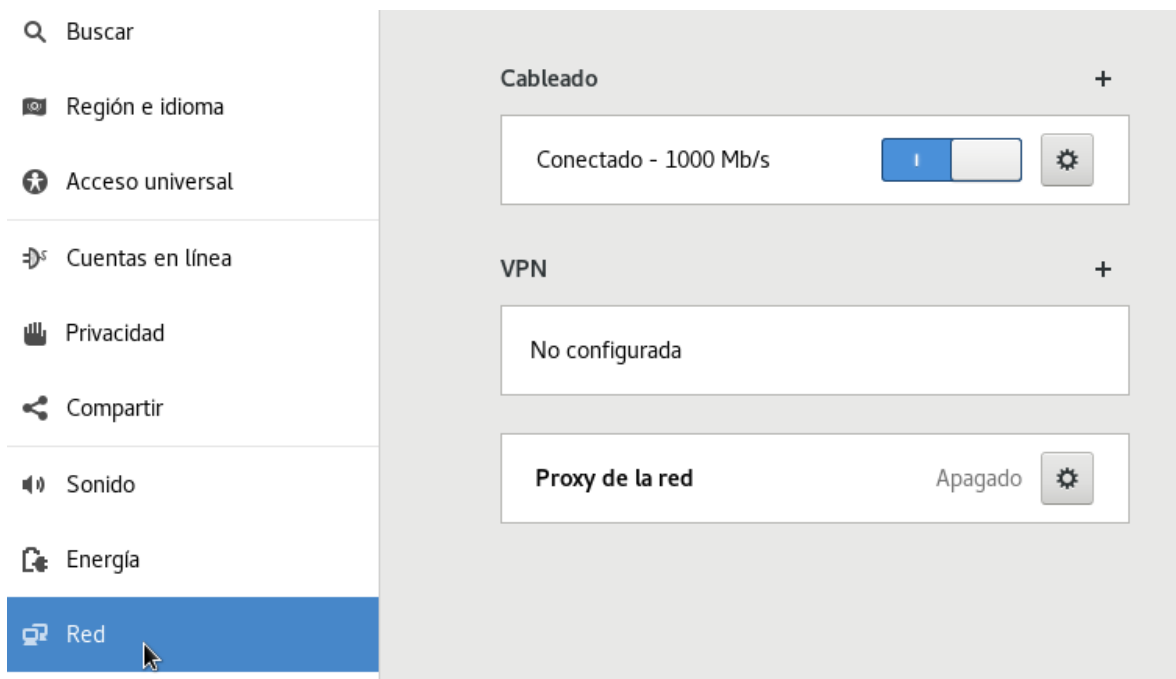 Buscar
Región e idioma
Acceso universal
Cuentas en línea
Privacidad
Compartir
Sonido
Energía
Red
Cableado
Conectado - 1000 Mb/s
VPN
No configurada
Proxy de la red Apagado